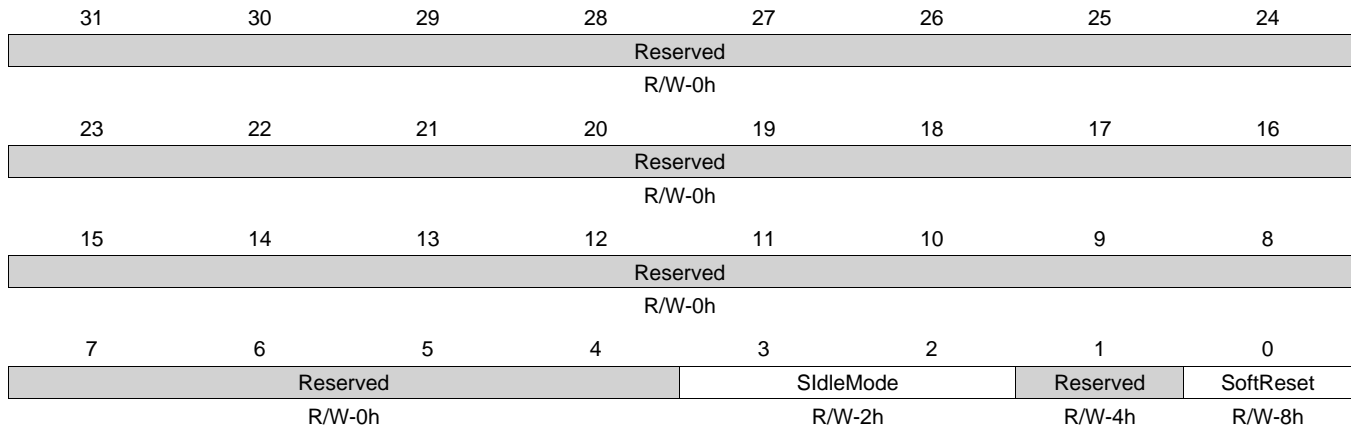 31 30 29 28 27 26 25 24
Reserved
R/W-0h
23 22 21 20 19 18 17 16
Reserved
R/W-0h
15 14 13 12 11 10 9 8
Reserved
R/W-0h
7 6 5 4 3 2 1 0
Reserved SIdleMode Reserved SoftReset
R/W-0h R/W-2h R/W-4h R/W-8h